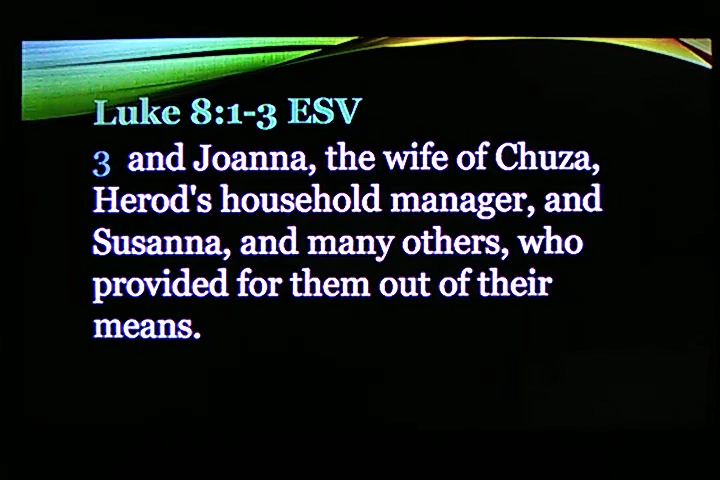 Luke 8:1-3 ESV
3 and Joanna, the wife of Chuza,
Herod's household manager, and
Susanna, and many others, who
provided for them out of their
means.